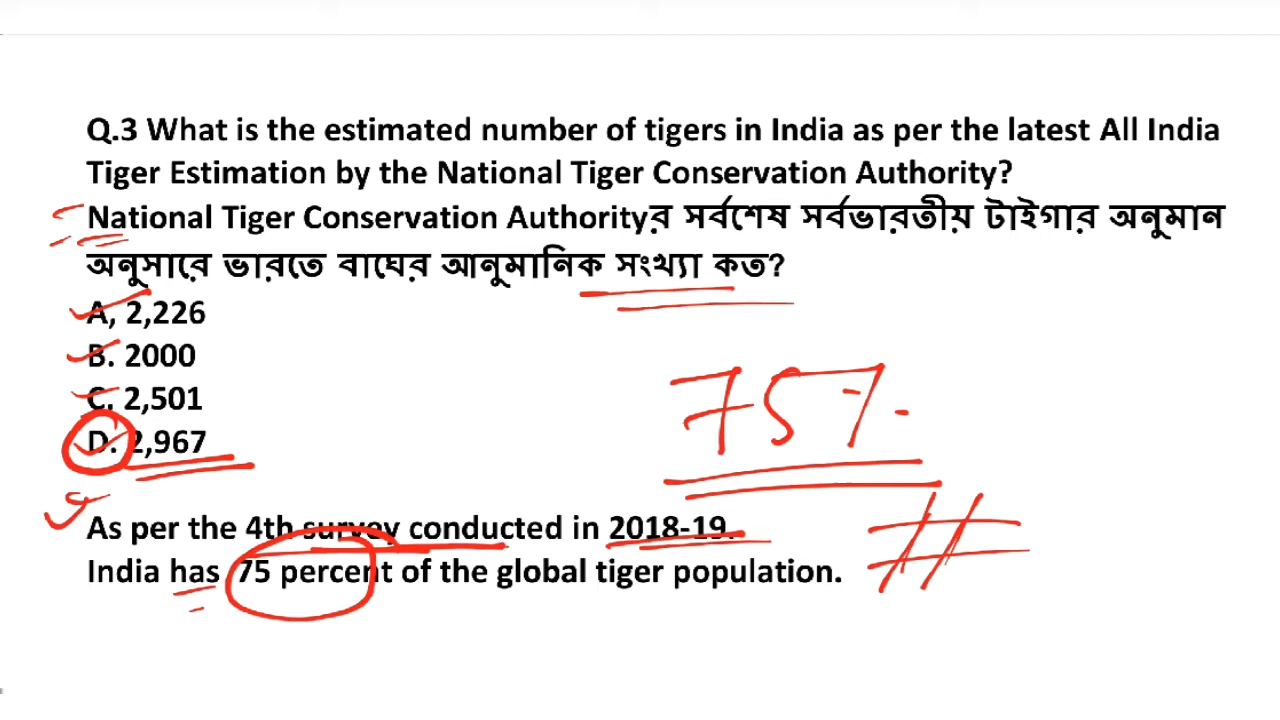 Q.3 What is the estimated number of tigers in India as per the latest All India
Tiger Estimation by the National Tiger Conservation Authority?
National Tiger Conservation Authorityর সর্বশেষ সর্বভারতীয় টাইগার অনুমান
অনুসারে ভারতে বাঘের আনুমানিক সংখ্যা কত?
A, 2,226
B. 2000
C. 2,501
D. 2,967
75%
As per the 4th survey conducted in 2018-19.
India has 75 percent of the global tiger population.